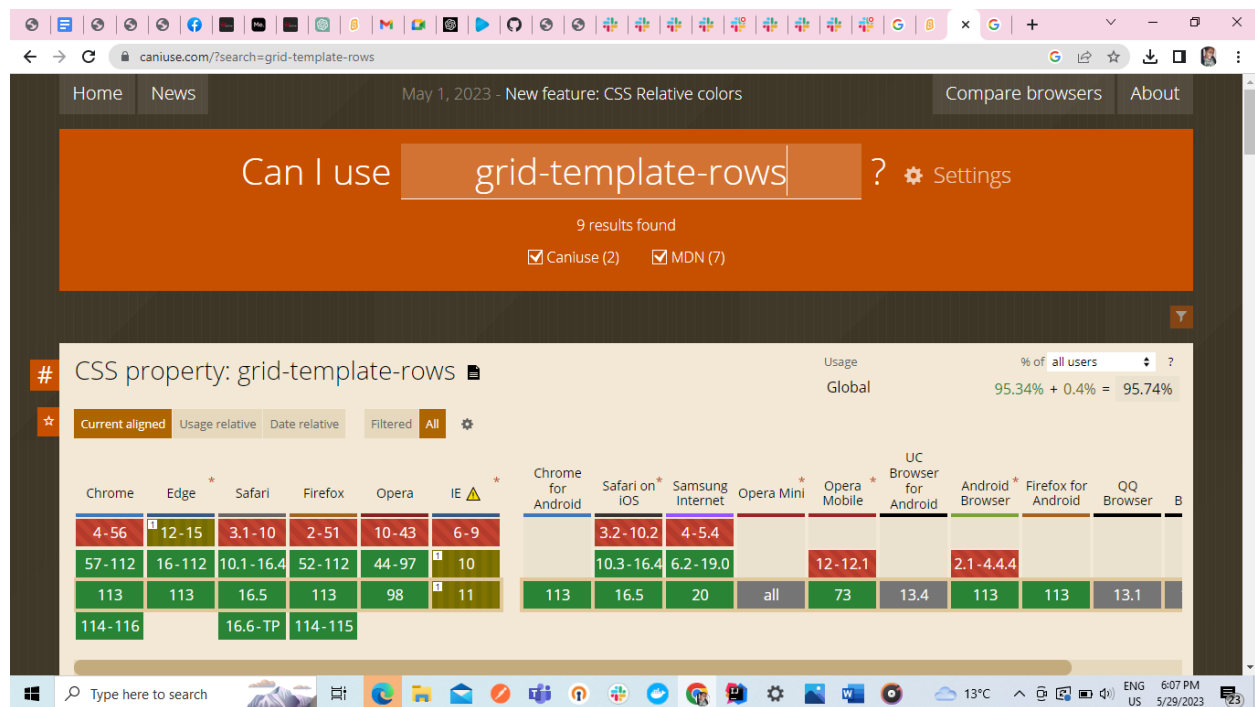 caniuse.com/?search=grid-template-rows
Home News May 1, 2023 - New feature: CSS Relative colors Compare browsers About
Can I use grid-template-rows ? Settings
9 results found
Caniuse (2) MDN (7)
# CSS property: grid-template-rows
Usage % of all users ?
Global 95.34% + 0.4% = 95.74%
Current aligned Usage relative Date relative Filtered All
Chrome Edge * Safari Firefox Opera IE * Chrome for Android Safari on iOS * Samsung Internet Opera Mini * Opera Mobile * UC Browser for Android Android Browser * Firefox for Android QQ Browser B
4-56 1 12-15 3.1-10 2-51 10-43 6-9 3.2-10.2 4-5.4
57-112 16-112 10.1-16.4 52-112 44-97 1 10 10.3-16.4 6.2-19.0 12-12.1 2.1-4.4.4
113 113 16.5 113 98 1 11 113 16.5 20 all 73 13.4 113 113 13.1
114-116 16.6-TP 114-115
Type here to search 13°C ENG 6:07 PM
US 5/29/2023 23